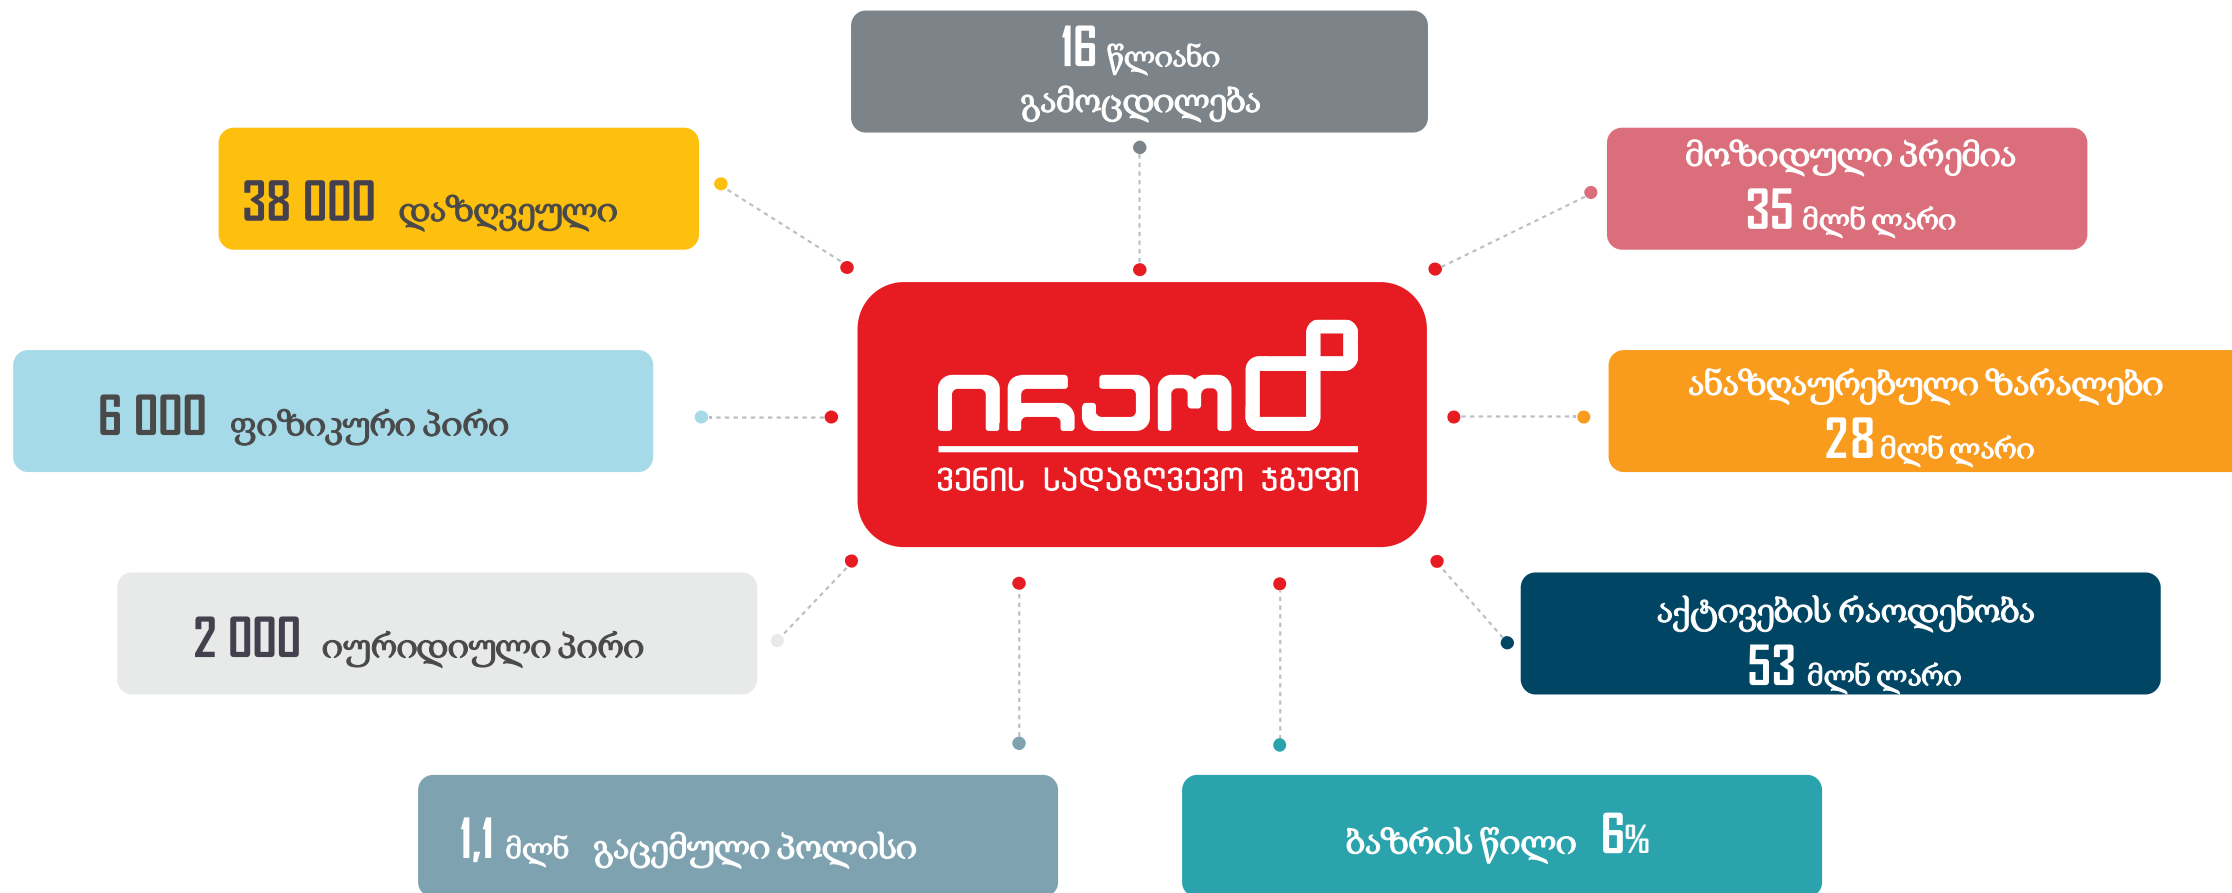 16 წლიანი
გამოცდილება
38 000 დაზღვეული
მოზიდული პრემია
35 მლნ ლარი
6 000 ფიზიკური პირი
ირაო
ვენის სადაზღვევო ჯგუფი
ანაზღაურებული ზარალები
28 მლნ ლარი
2 000 იურიდიული პირი
აქტივების რაოდენობა
53 მლნ ლარი
1,1 მლნ გაცემული პოლისი
ბაზრის წილი 6%